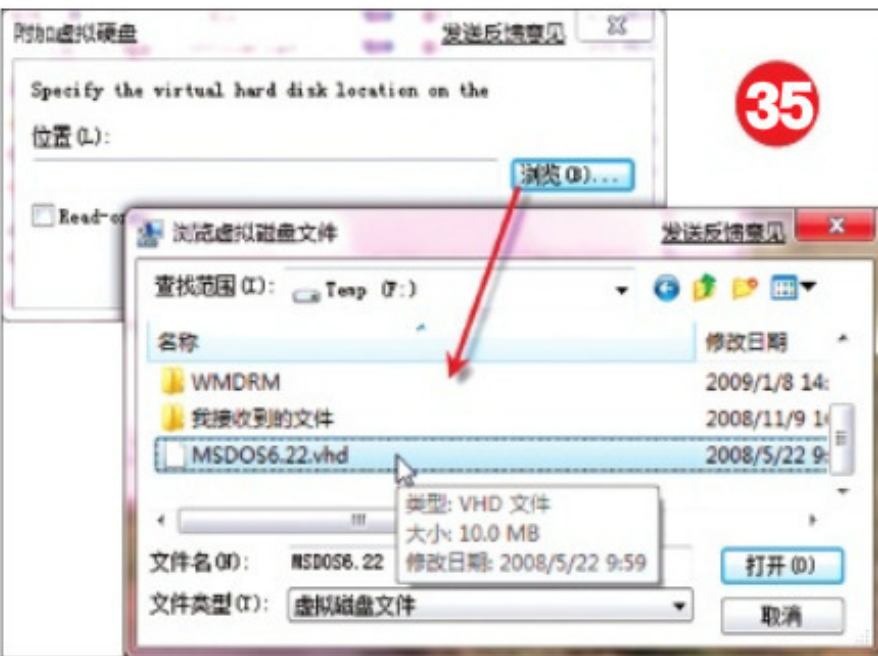 附加虚拟硬盘
发送反馈意见
35
Specify the virtual hard disk location on the
位置(L):
浏览(B)...
Read-on
浏览虚拟磁盘文件
发送反馈意见
查找范围(I):
Temp (F:)
名称
修改日期
WMDRM
2009/1/8 14:
我接收到的文件
2008/11/9 1
MSDOS6.22.vhd
2008/5/22 9:
类型: VHD 文件
大小: 10.0 MB
修改日期: 2008/5/22 9:59
文件名(N):
MSDOS6.22
打开(O)
文件类型(T):
虚拟磁盘文件
取消